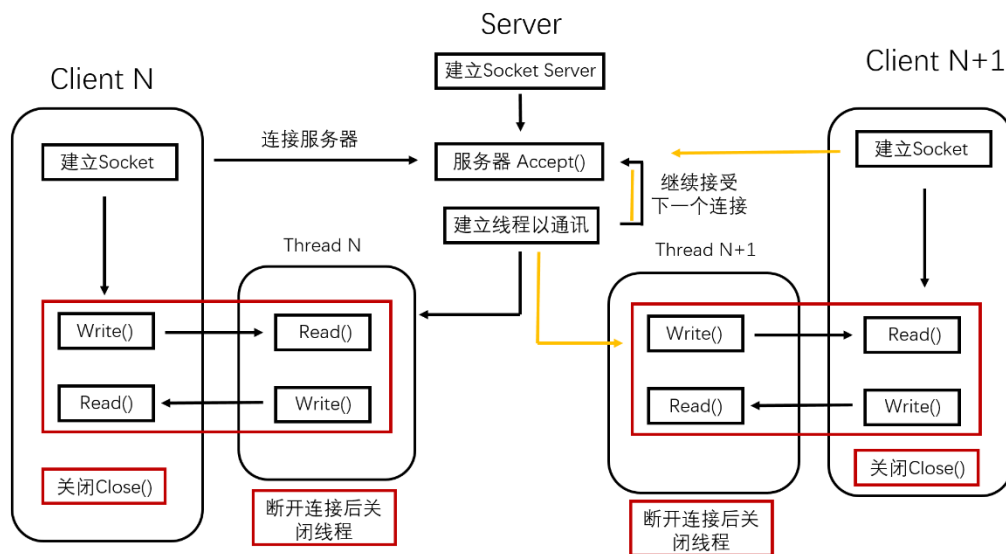 Server
Client N
Client N+1
建立Socket Server
连接服务器
建立Socket
服务器 Accept()
建立Socket
继续接受
下一个连接
建立线程以通讯
Thread N
Thread N+1
Write()
Read()
Write()
Read()
Read()
Write()
Read()
Write()
关闭Close()
断开连接后关
闭线程
断开连接后关
闭线程
关闭Close()